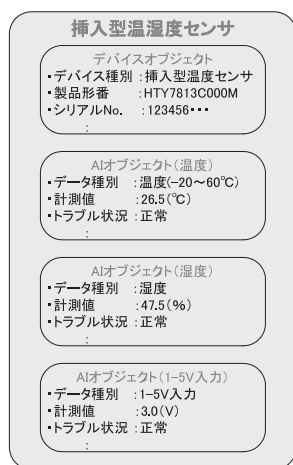 挿入型温湿度センサ
デバイスオブジェクト
・デバイス種別 :挿入型温度センサ
・製品形番 :HTY7813C000M
・シリアルNo. :123456・・・
:
AIオブジェクト(温度)
・データ種別 :温度(-20～60℃)
・計測値 :26.5(℃)
・トラブル状況 :正常
:
AIオブジェクト(湿度)
・データ種別 :湿度
・計測値 :47.5(%)
・トラブル状況 :正常
:
AIオブジェクト(1-5V入力)
・データ種別 :1-5V入力
・計測値 :3.0(V)
・トラブル状況 :正常
: